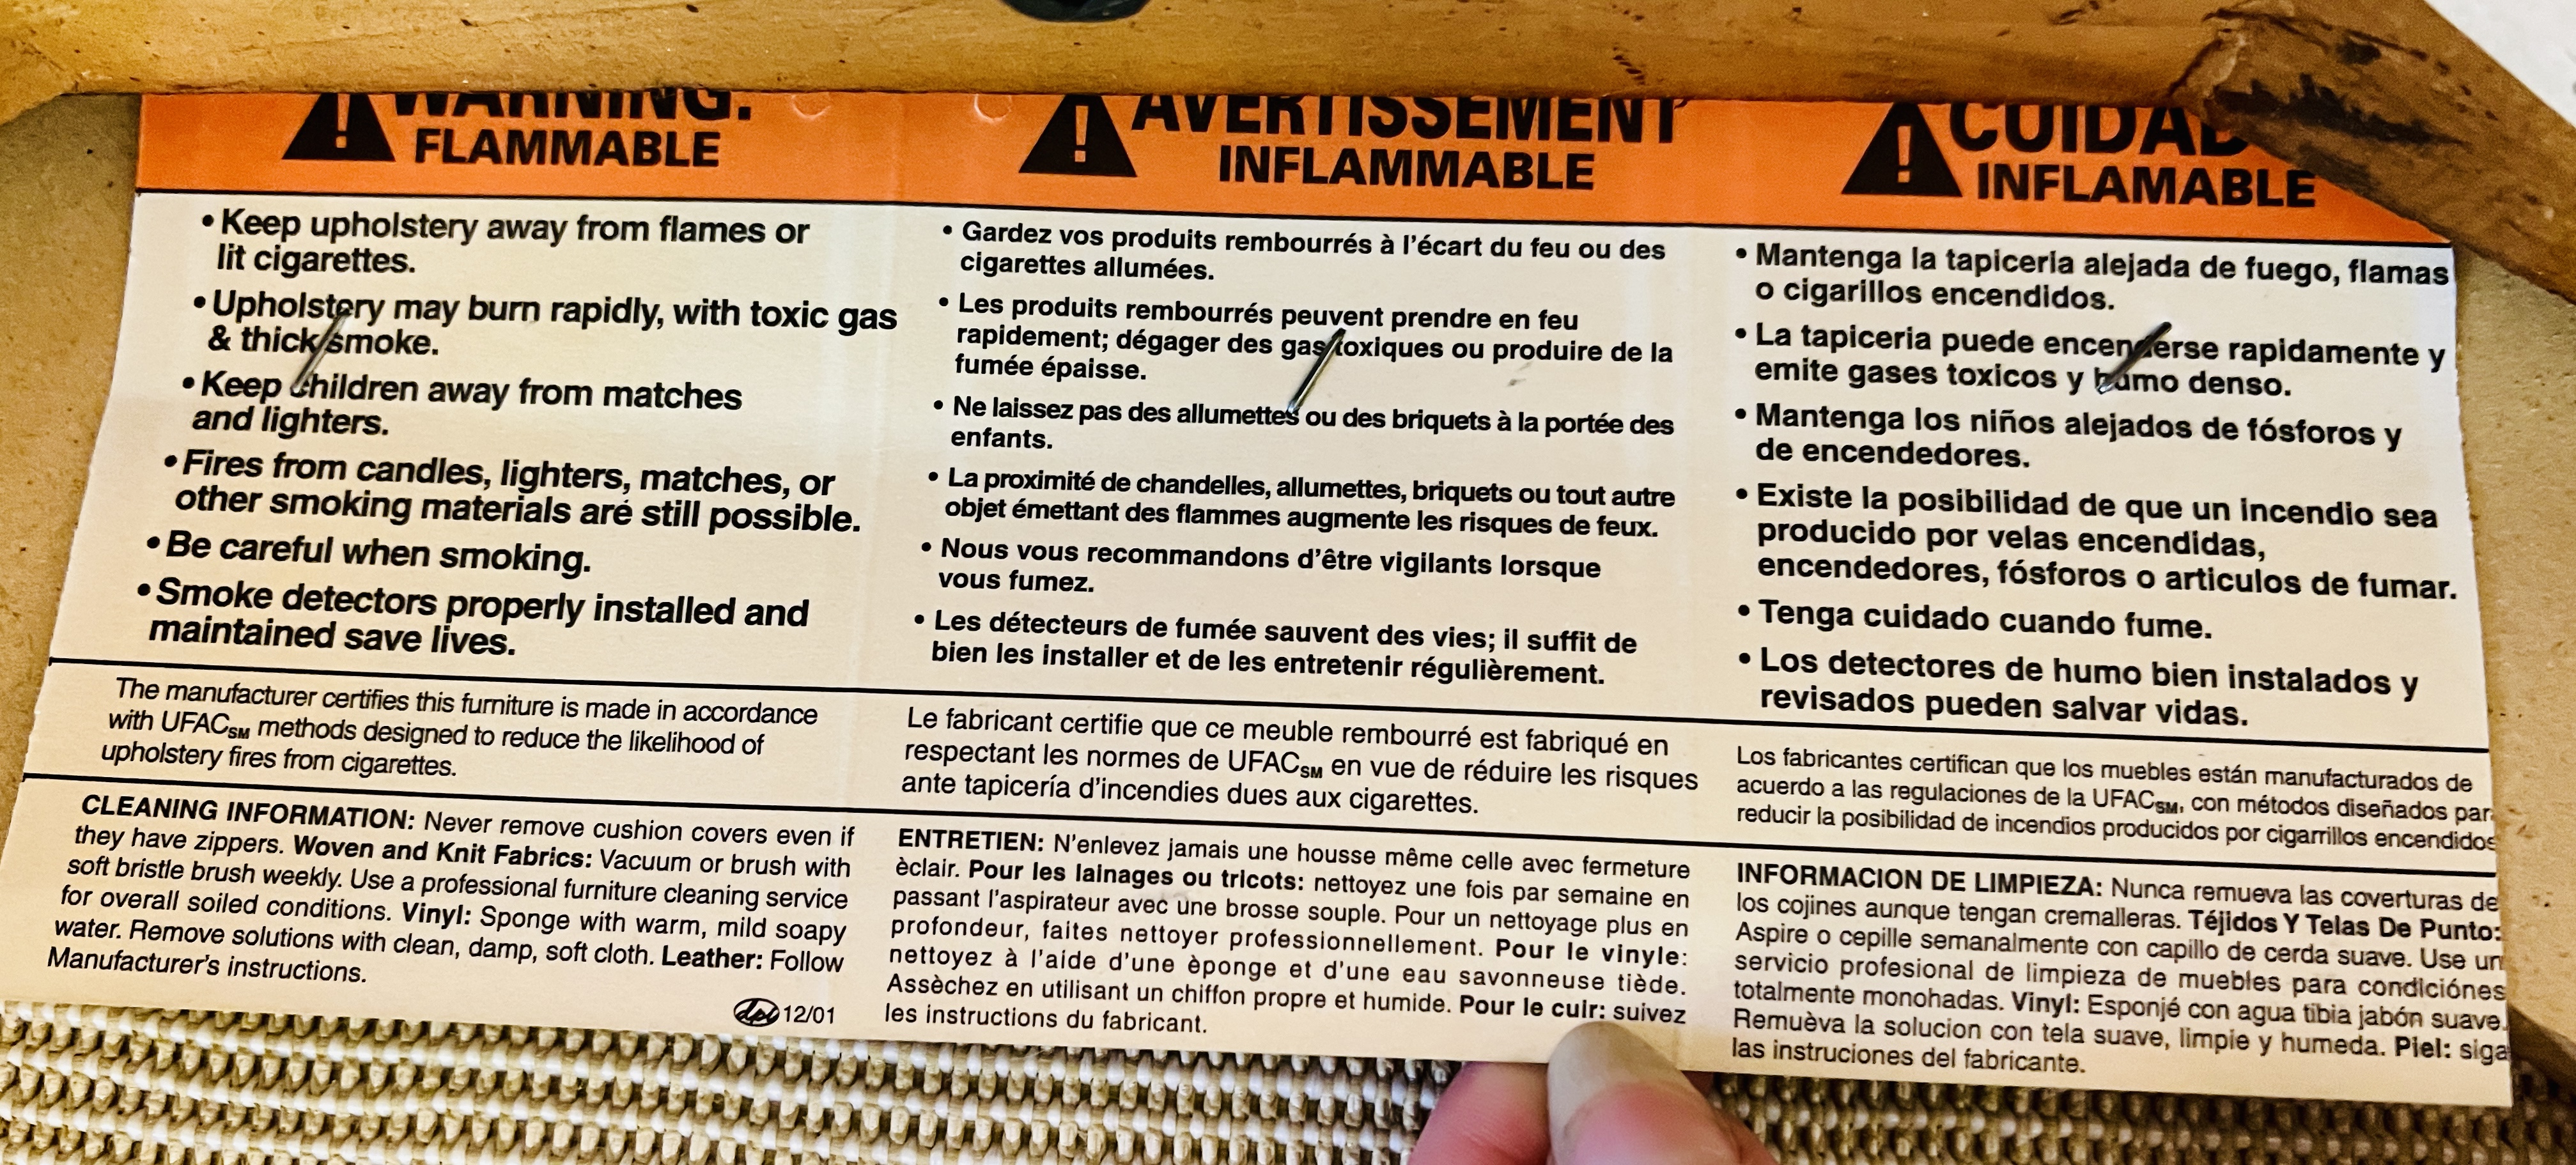 WARNING:
FLAMMABLE
• Keep upholstery away from flames or
lit cigarettes.
• Upholstery may burn rapidly, with toxic gas
& thick smoke.
• Keep children away from matches
and lighters.
• Fires from candles, lighters, matches, or
other smoking materials are still possible.
• Be careful when smoking.
• Smoke detectors properly installed and
maintained save lives.
The manufacturer certifies this furniture is made in accordance
with UFACSM methods designed to reduce the likelihood of
upholstery fires from cigarettes.
CLEANING INFORMATION: Never remove cushion covers even if
they have zippers. Woven and Knit Fabrics: Vacuum or brush with
soft bristle brush weekly. Use a professional furniture cleaning service
for overall soiled conditions. Vinyl: Sponge with warm, mild soapy
water. Remove solutions with clean, damp, soft cloth. Leather: Follow
Manufacturer's instructions.
dpi 12/01
AVERTISSEMENT
INFLAMMABLE
• Gardez vos produits rembourrés à l'écart du feu ou des
cigarettes allumées.
• Les produits rembourrés peuvent prendre en feu
rapidement; dégager des gas toxiques ou produire de la
fumée épaisse.
• Ne laissez pas des allumettes ou des briquets à la portée des
enfants.
• La proximité de chandelles, allumettes, briquets ou tout autre
objet émettant des flammes augmente les risques de feux.
• Nous vous recommandons d'être vigilants lorsque
vous fumez.
• Les détecteurs de fumée sauvent des vies; il suffit de
bien les installer et de les entretenir régulièrement.
Le fabricant certifie que ce meuble rembourré est fabriqué en
respectant les normes de UFACSM en vue de réduire les risques
ante tapicería d'incendies dues aux cigarettes.
ENTRETIEN: N'enlevez jamais une housse même celle avec fermeture
èclair. Pour les lainages ou tricots: nettoyez une fois par semaine en
passant l'aspirateur avec une brosse souple. Pour un nettoyage plus en
profondeur, faites nettoyer professionnellement. Pour le vinyle:
nettoyez à l'aide d'une èponge et d'une eau savonneuse tiède.
Assèchez en utilisant un chiffon propre et humide. Pour le cuir: suivez
les instructions du fabricant.
CUIDAD
INFLAMABLE
• Mantenga la tapiceria alejada de fuego, flamas
o cigarillos encendidos.
• La tapiceria puede encenderse rapidamente y
emite gases toxicos y humo denso.
• Mantenga los niños alejados de fósforos y
de encendedores.
• Existe la posibilidad de que un incendio sea
producido por velas encendidas,
encendedores, fósforos o articulos de fumar.
• Tenga cuidado cuando fume.
• Los detectores de humo bien instalados y
revisados pueden salvar vidas.
Los fabricantes certifican que los muebles están manufacturados de
acuerdo a las regulaciones de la UFACSM, con métodos diseñados par
reducir la posibilidad de incendios producidos por cigarrillos encendidos
INFORMACION DE LIMPIEZA: Nunca remueva las coverturas de
los cojines aunque tengan cremalleras. Téjidos Y Telas De Punto:
Aspire o cepille semanalmente con capillo de cerda suave. Use un
servicio profesional de limpieza de muebles para condiciónes
totalmente monohadas. Vinyl: Esponjé con agua tibia jabón suave.
Remuèva la solucion con tela suave, limpie y humeda. Piel: siga
las instruciones del fabricante.